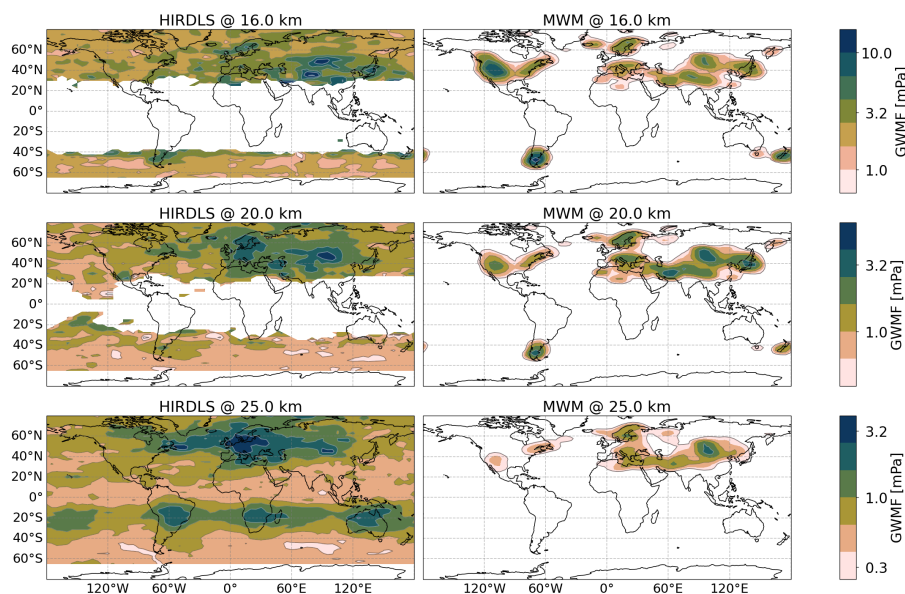 HIRDLS @ 16.0 km
MWM @ 16.0 km
60°N
40°N
20°N
0°
20°S
40°S
60°S
10.0
3.2
1.0
GWMF [mPa]
HIRDLS @ 20.0 km
MWM @ 20.0 km
60°N
40°N
20°N
0°
20°S
40°S
60°S
3.2
1.0
GWMF [mPa]
HIRDLS @ 25.0 km
MWM @ 25.0 km
60°N
40°N
20°N
0°
20°S
40°S
60°S
3.2
1.0
0.3
GWMF [mPa]
120°W 60°W 0° 60°E 120°E
120°W 60°W 0° 60°E 120°E